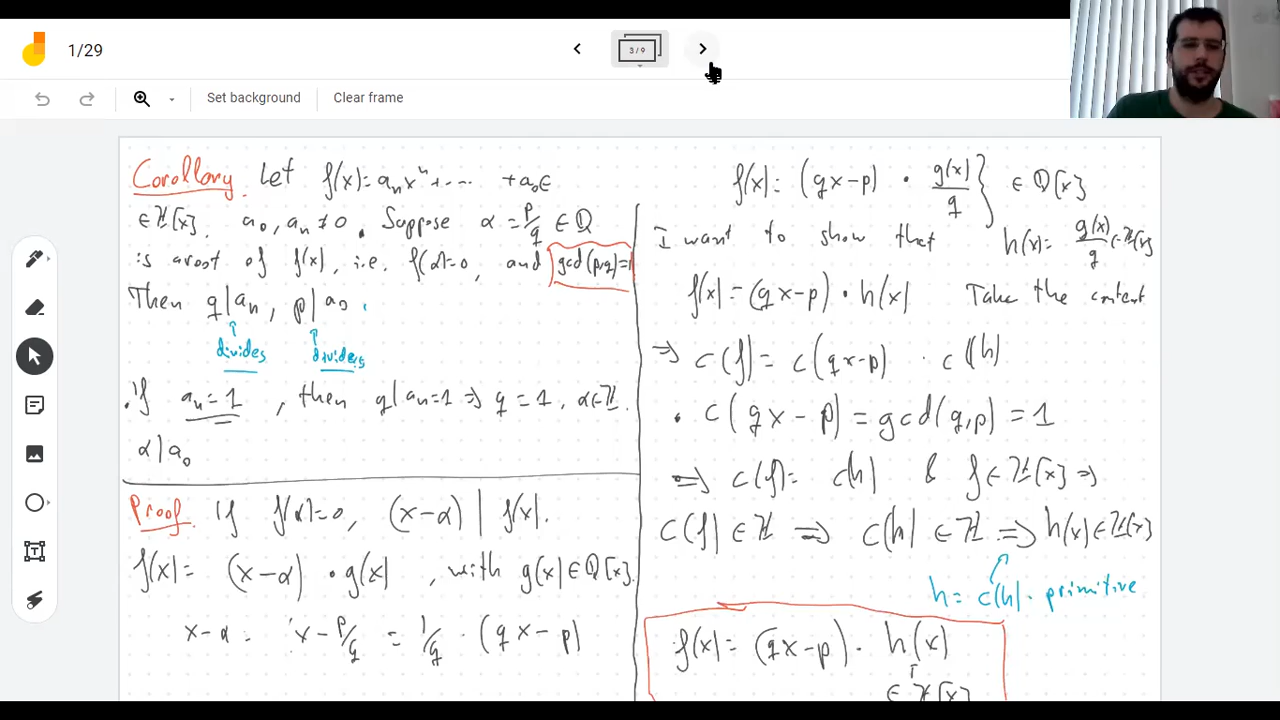 1/29
3/9
Set background
Clear frame
Corollary. Let f(x)=aₙxⁿ+.... +a₀∈
∈ℤ[x]. a₀,aₙ≠0. Suppose α=p/q ∈ℚ
is a root of f(x), i.e. f(α)=0, and gcd(p,q)=1
Then q|aₙ, p|a₀
divides divides
If aₙ=1, then q|aₙ=1 ⇒ q=1, α∈ℤ.
α|a₀
Proof. If f(α)=0, (x-α) | f(x).
f(x)= (x-α)·g(x), with g(x)∈ℚ[x].
x-α = x-p/q = 1/q·(qx-p)
f(x)= (qx-p) · g(x)/q } ∈ℚ[x]
I want to show that h(x)= g(x)/q ∈ℤ[x]
f(x)=(qx-p)·h(x) Take the content
⇒ c(f)= c(qx-p) · c(h)
· c(qx-p)=gcd(q,p)=1
⇒ c(f)= c(h) & f∈ℤ[x] ⇒
c(f)∈ℤ ⇒ c(h)∈ℤ ⇒ h(x)∈ℤ[x]
h= c(h)·primitive
f(x)= (qx-p)· h(x)
∈ℤ[x]